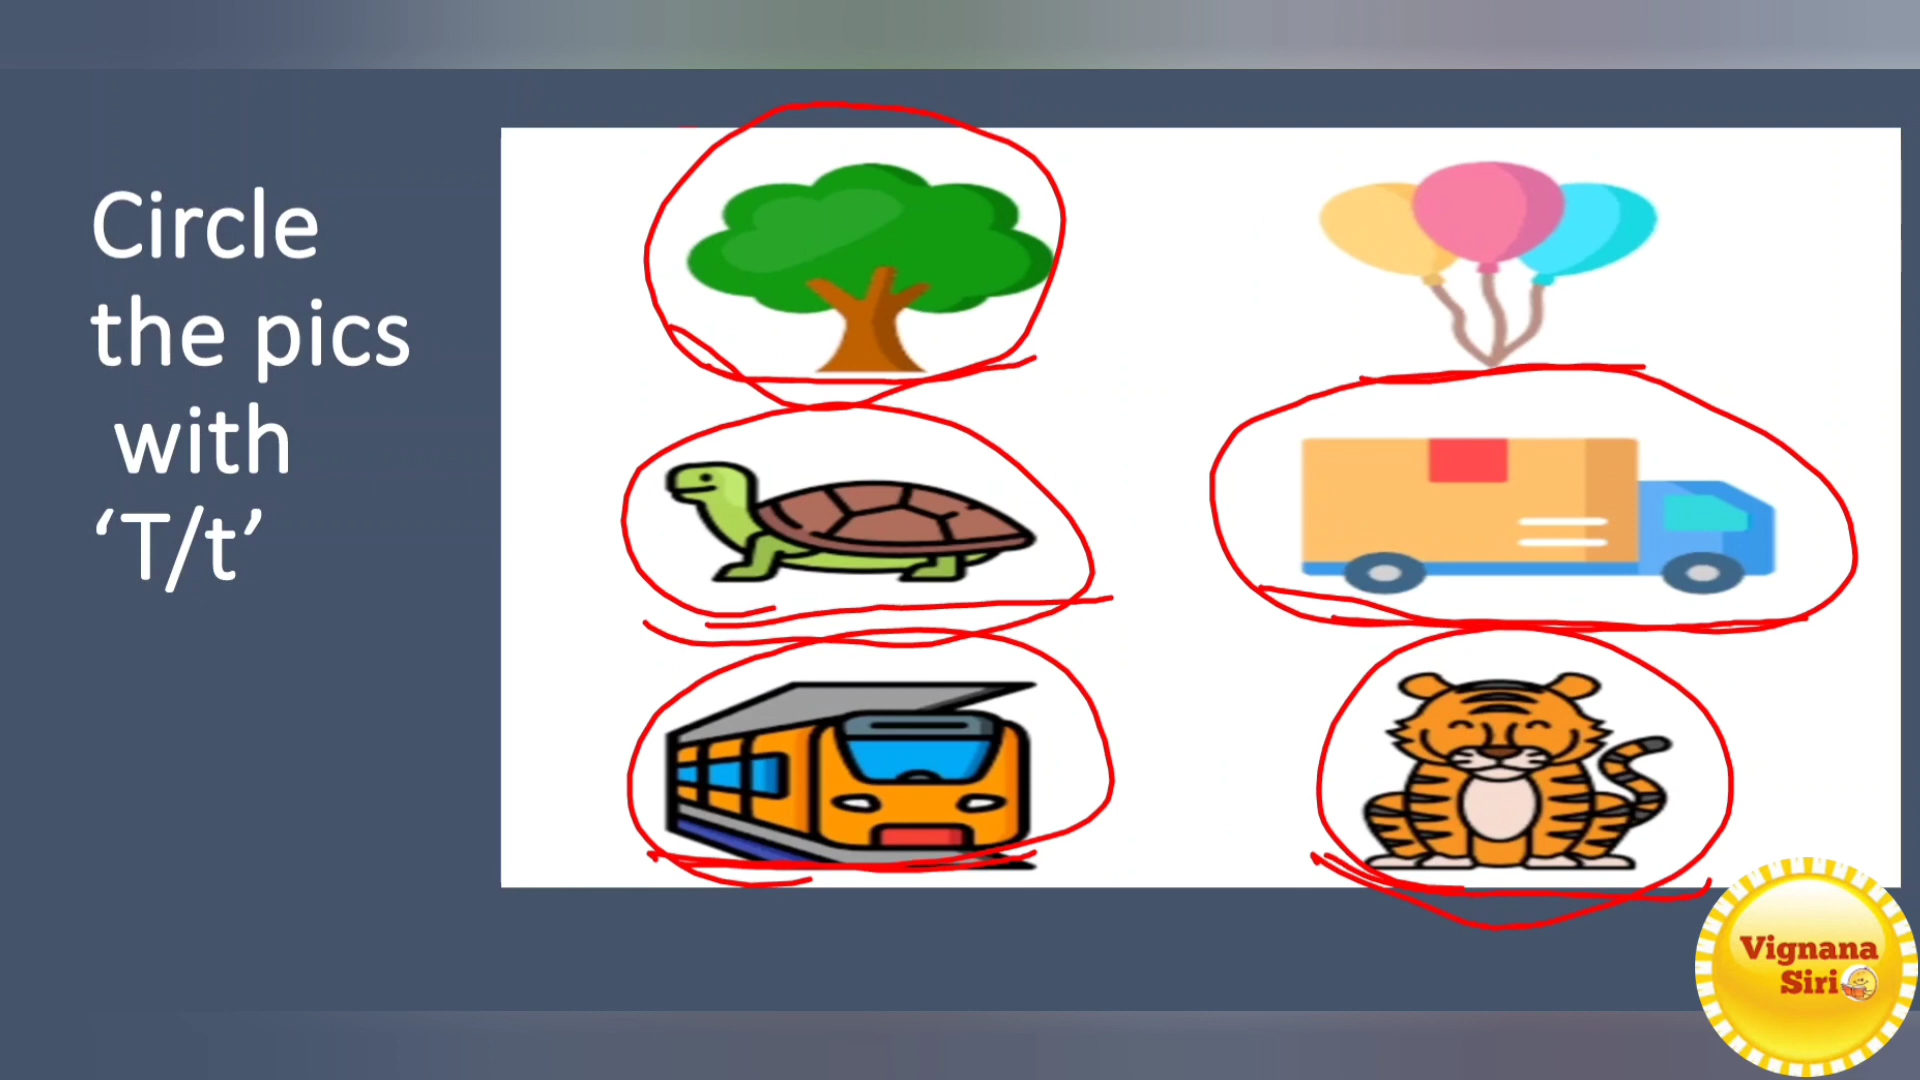 Circle
the pics
with
‘T/t’
Vignana
Siri